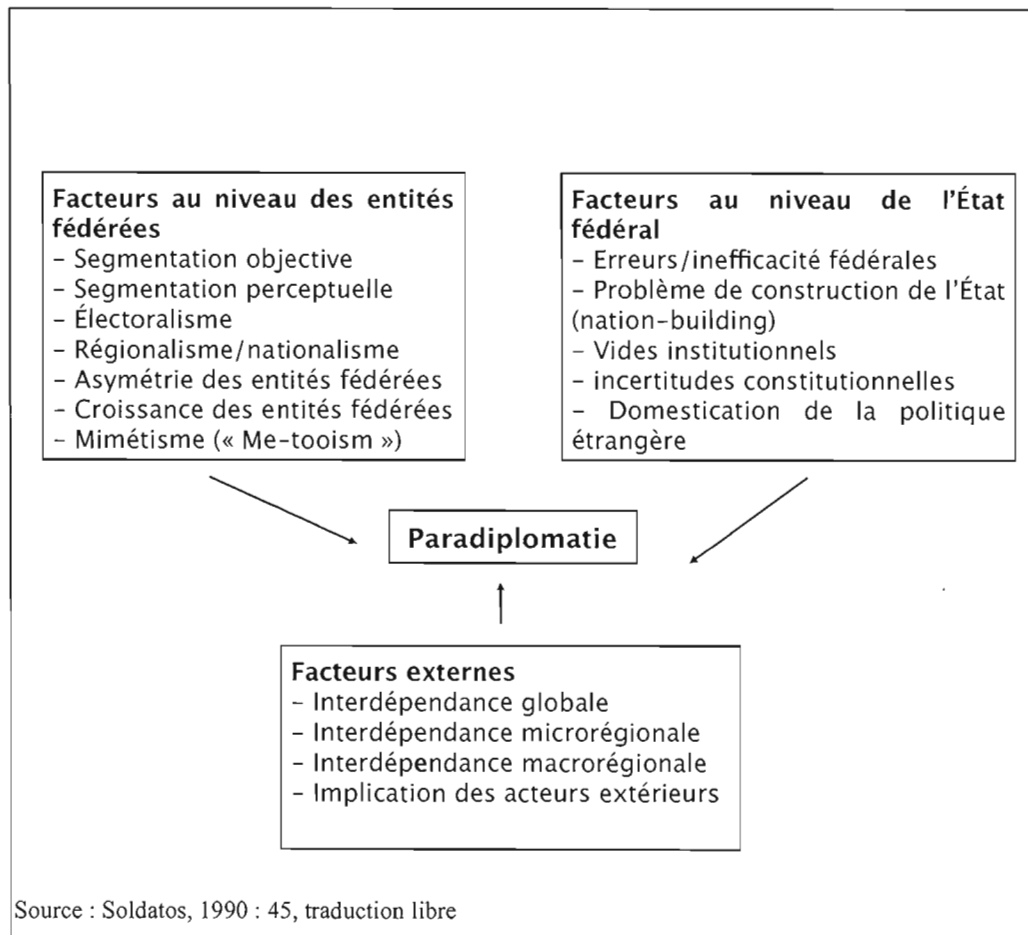 Facteurs au niveau des entités
fédérées
– Segmentation objective
– Segmentation perceptuelle
– Électoralisme
– Régionalisme/nationalisme
– Asymétrie des entités fédérées
– Croissance des entités fédérées
– Mimétisme (« Me-tooism »)
Facteurs au niveau de l'État
fédéral
– Erreurs/inefficacité fédérales
– Problème de construction de l'État
(nation-building)
– Vides institutionnels
– incertitudes constitutionnelles
– Domestication de la politique
étrangère
Paradiplomatie
Facteurs externes
– Interdépendance globale
– Interdépendance microrégionale
– Interdépendance macrorégionale
– Implication des acteurs extérieurs
Source : Soldatos, 1990 : 45, traduction libre